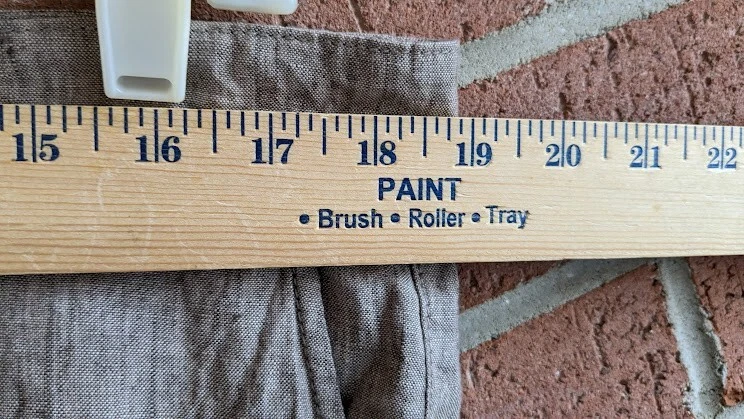 15 16 17 18 19 20 21 22
PAINT
• Brush • Roller • Tray